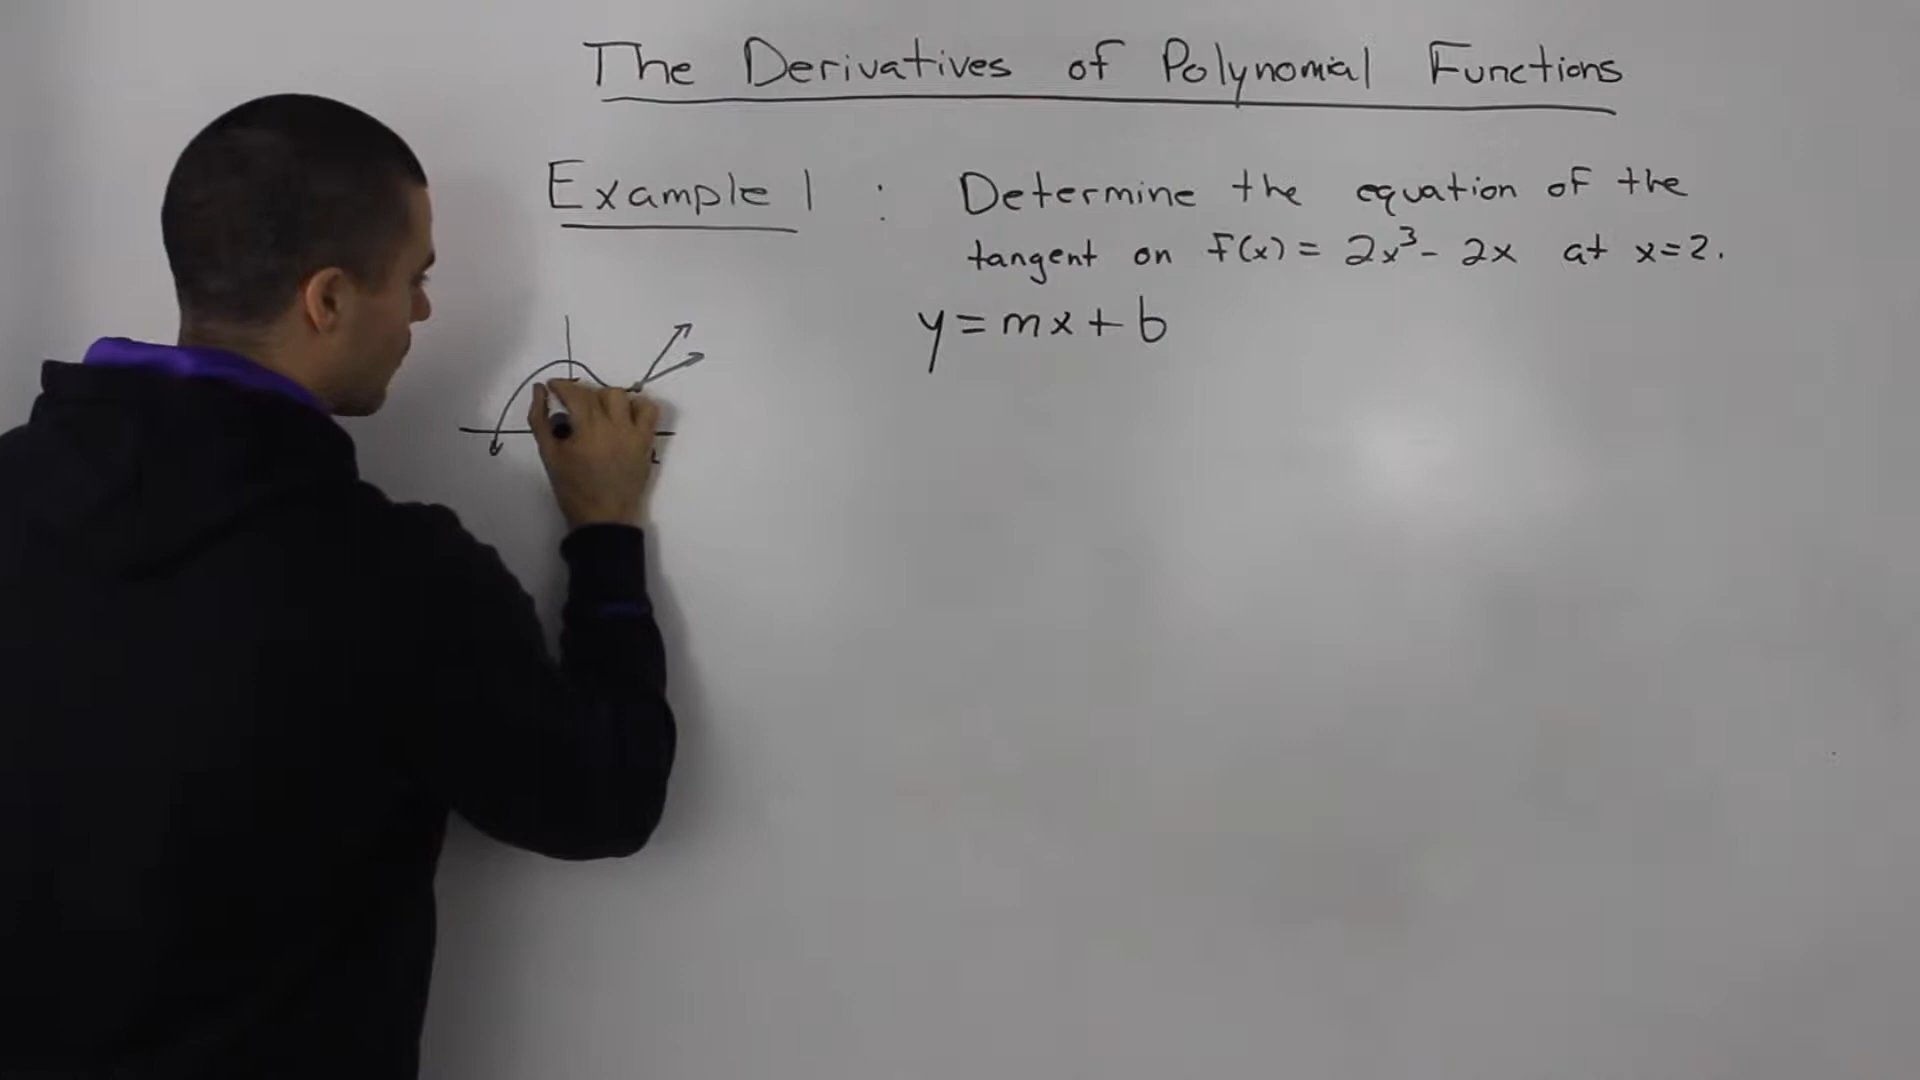 The Derivatives of Polynomial Functions
Example 1 : Determine the equation of the
tangent on f(x) = 2x³ - 2x at x=2.
y = mx + b